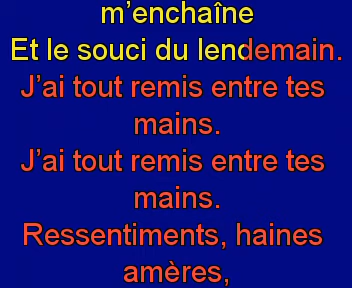 m’enchaîne
Et le souci du lendemain.
J’ai tout remis entre tes
mains.
J’ai tout remis entre tes
mains.
Ressentiments, haines
amères,